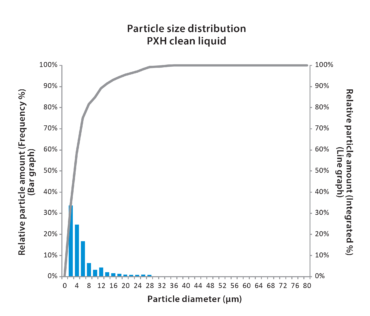 Particle size distribution
PXH clean liquid
Relative particle amount (Frequency %)
(Bar graph)
100%
90%
80%
70%
60%
50%
40%
30%
20%
10%
0%
100%
90%
80%
70%
60%
50%
40%
30%
20%
10%
0%
Relative particle amount (Integrated %)
(Line graph)
0 4 8 12 16 20 24 28 32 36 40 44 48 52 56 60 64 68 72 76 80
Particle diameter (μm)